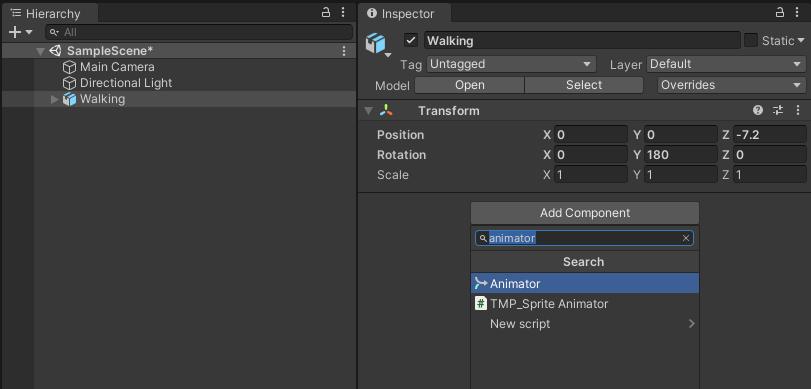 Hierarchy
All
SampleScene*
Main Camera
Directional Light
Walking
Inspector
Walking
Static
Tag Untagged Layer Default
Model Open Select Overrides
Transform
Position X 0 Y 0 Z -7.2
Rotation X 0 Y 180 Z 0
Scale X 1 Y 1 Z 1
Add Component
animator
Search
Animator
# TMP_Sprite Animator
New script